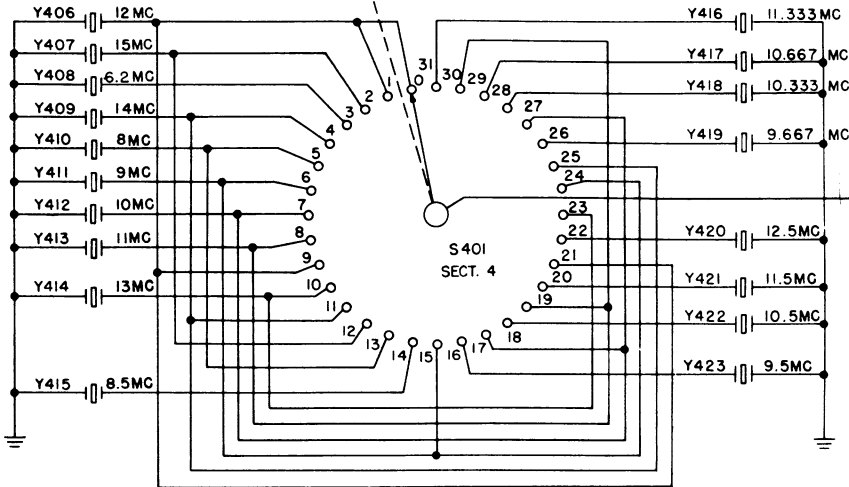 Y406 12 MC
Y407 15MC
Y408 6.2 MC
Y409 14MC
Y410 8MC
Y411 9MC
Y412 10MC
Y413 11MC
Y414 13MC
Y415 8.5MC
1
2
3
4
5
6
7
8
9
10
11
12
13
14
15
16
17
18
19
20
21
22
23
24
25
26
27
28
29
30
31
S401
SECT. 4
Y416 11.333MC
Y417 10.667 MC
Y418 10.333 MC
Y419 9.667 MC
Y420 12.5MC
Y421 11.5MC
Y422 10.5MC
Y423 9.5MC